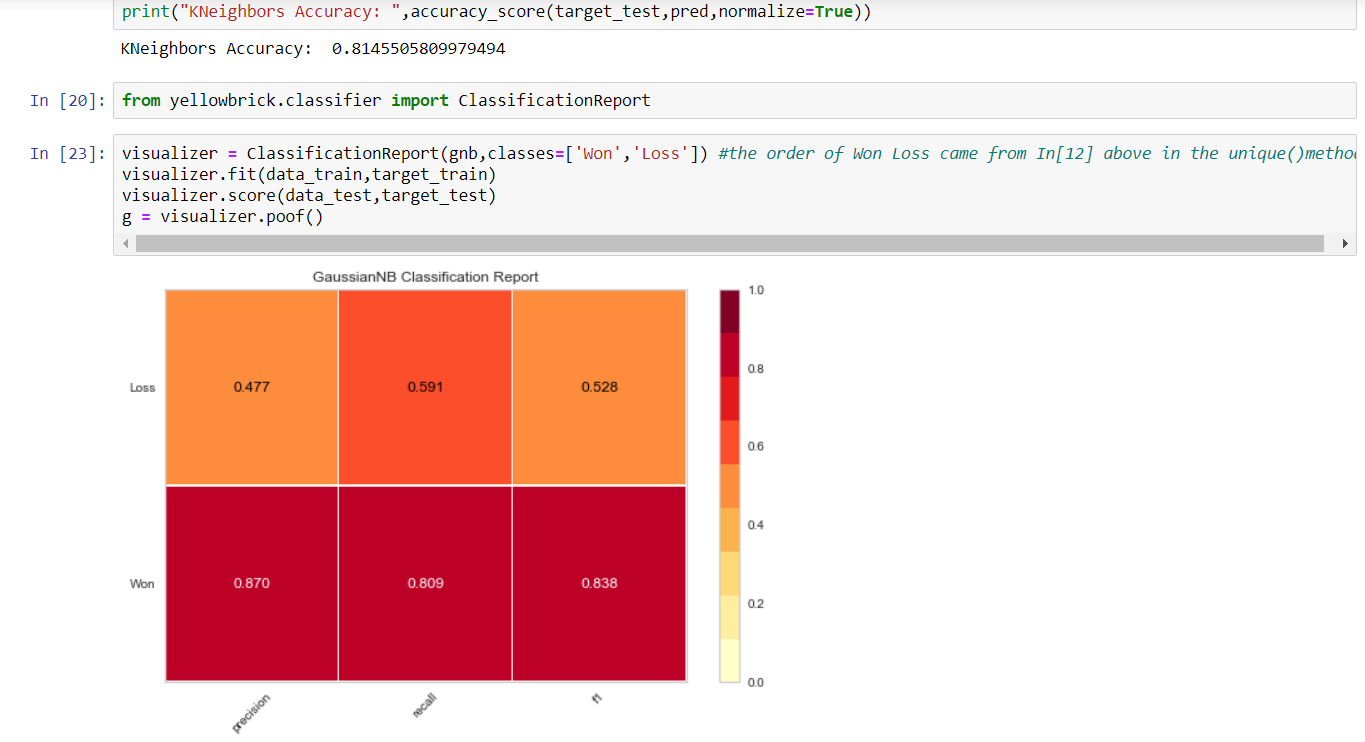 print("KNeighbors Accuracy: ",accuracy_score(target_test,pred,normalize=True))
KNeighbors Accuracy:  0.8145505809979494
In [20]: from yellowbrick.classifier import ClassificationReport
In [23]: visualizer = ClassificationReport(gnb,classes=['Won','Loss']) #the order of Won Loss came from In[12] above in the unique()method
visualizer.fit(data_train,target_train)
visualizer.score(data_test,target_test)
g = visualizer.poof()
GaussianNB Classification Report
1.0
0.8
Loss 0.477 0.591 0.528
0.6
0.4
Won 0.870 0.809 0.838
0.2
0.0
precision recall f1